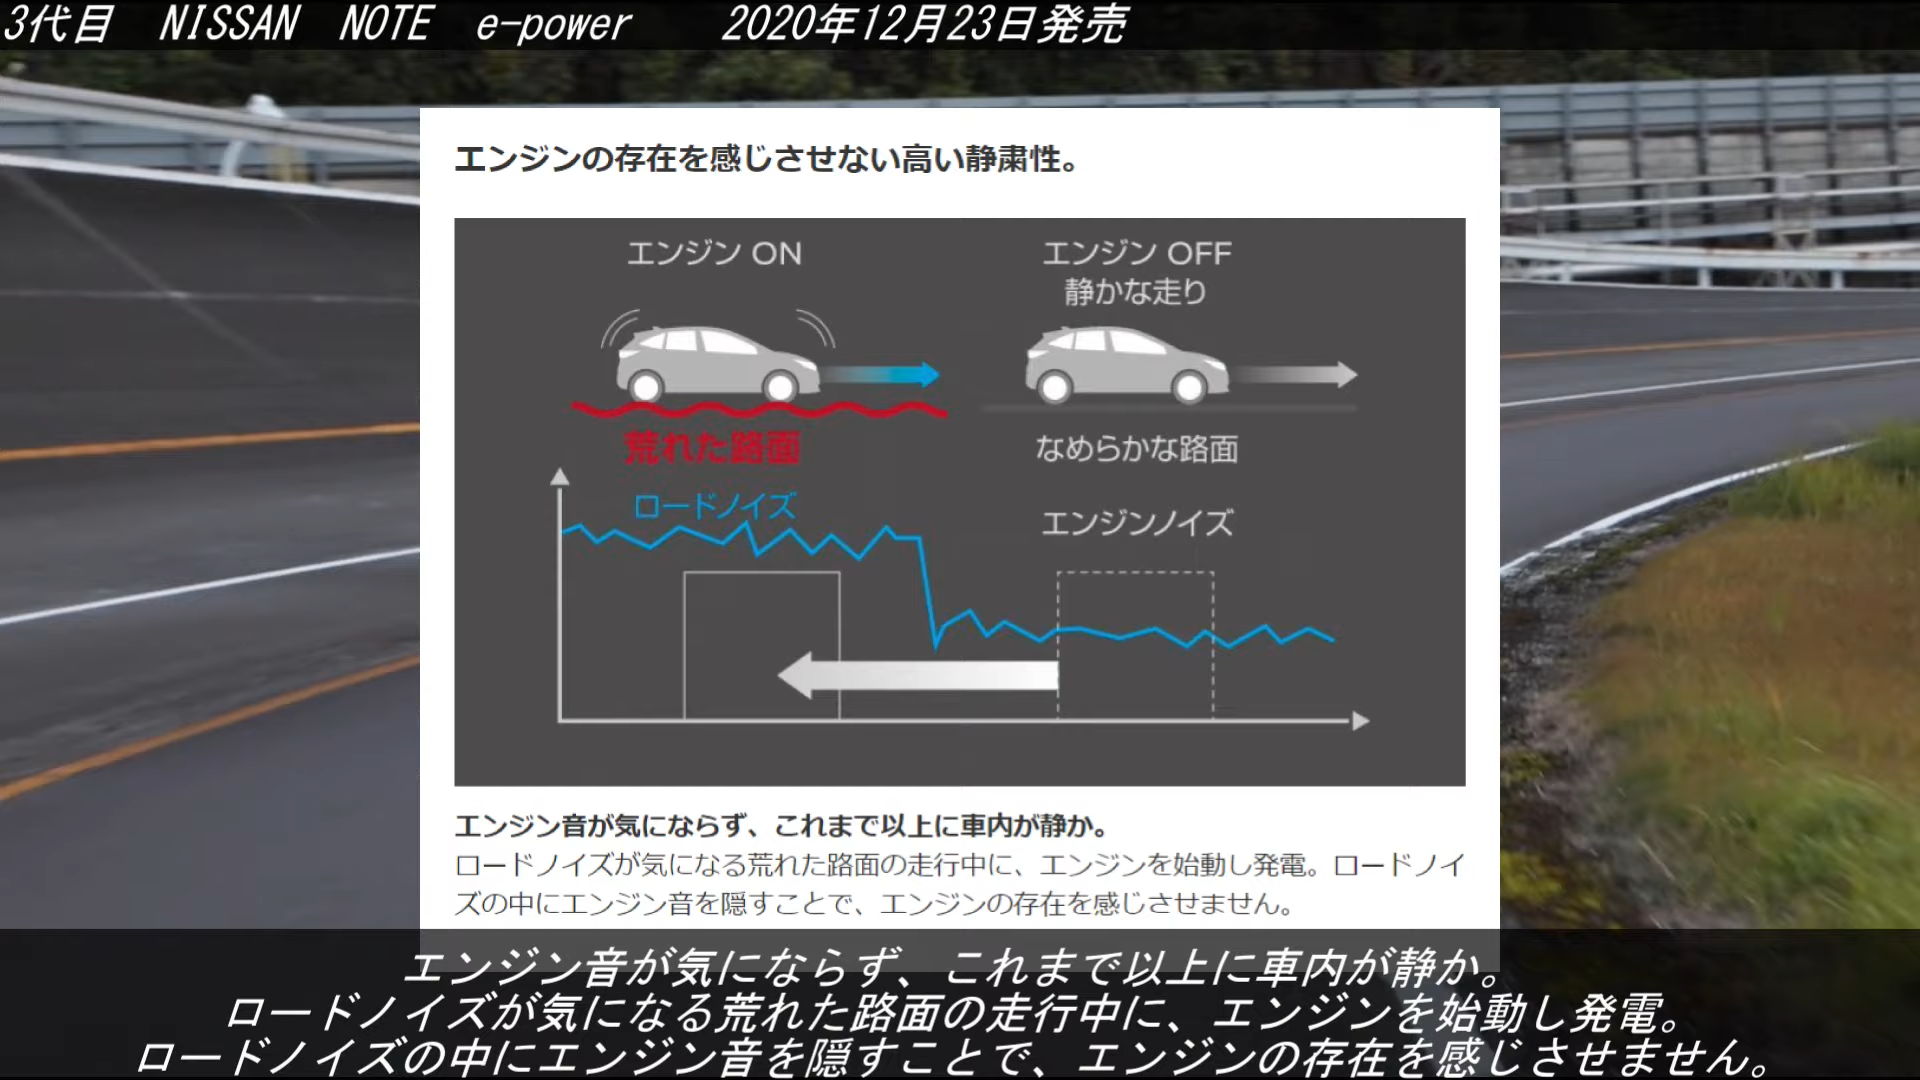 3代目　NISSAN　NOTE　e-power　　2020年12月23日発売
エンジンの存在を感じさせない高い静粛性。
エンジン ON
エンジン OFF
静かな走り
荒れた路面
なめらかな路面
ロードノイズ
エンジンノイズ
エンジン音が気にならず、これまで以上に車内が静か。
ロードノイズが気になる荒れた路面の走行中に、エンジンを始動し発電。ロードノイ
ズの中にエンジン音を隠すことで、エンジンの存在を感じさせません。
エンジン音が気にならず、これまで以上に車内が静か。
ロードノイズが気になる荒れた路面の走行中に、エンジンを始動し発電。
ロードノイズの中にエンジン音を隠すことで、エンジンの存在を感じさせません。